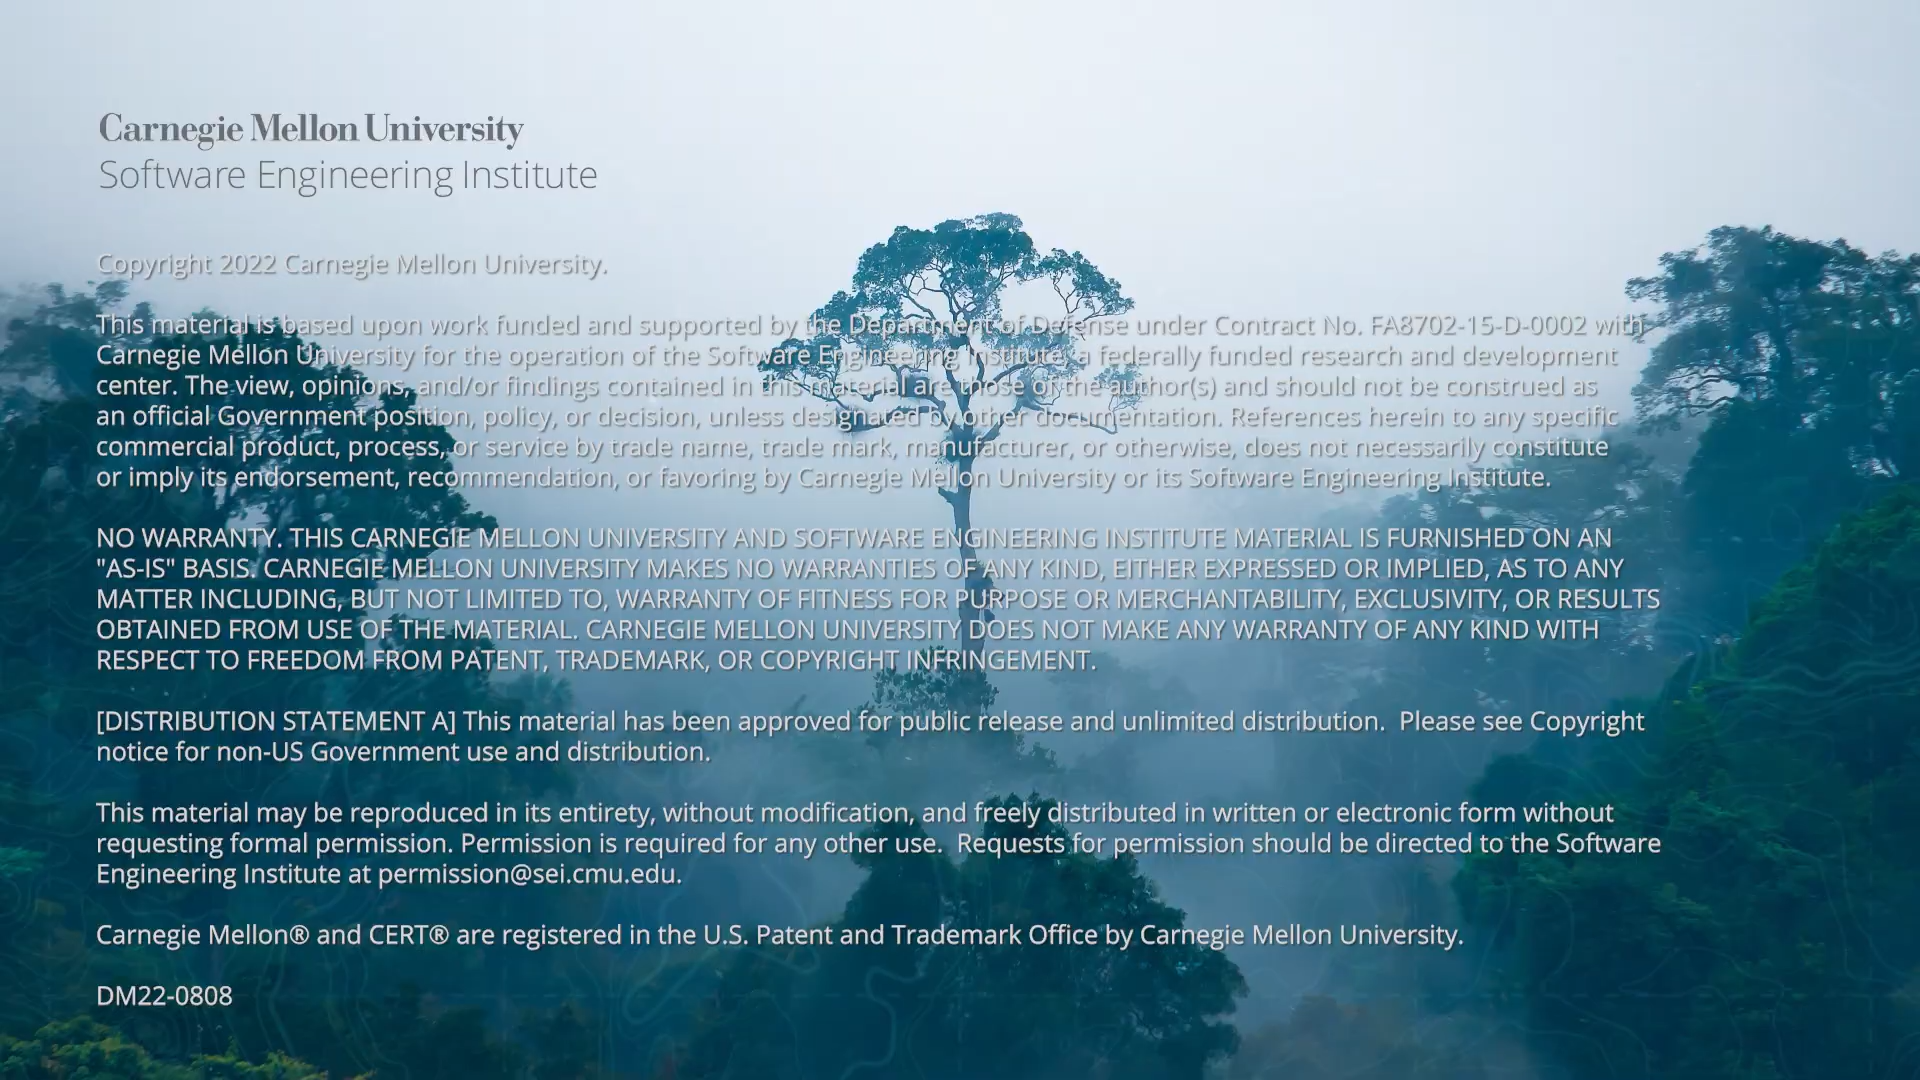 Carnegie Mellon University
Software Engineering Institute
Copyright 2022 Carnegie Mellon University.
This material is based upon work funded and supported by the Department of Defense under Contract No. FA8702-15-D-0002 with
Carnegie Mellon University for the operation of the Software Engineering Institute, a federally funded research and development
center. The view, opinions, and/or findings contained in this material are those of the author(s) and should not be construed as
an official Government position, policy, or decision, unless designated by other documentation. References herein to any specific
commercial product, process, or service by trade name, trade mark, manufacturer, or otherwise, does not necessarily constitute
or imply its endorsement, recommendation, or favoring by Carnegie Mellon University or its Software Engineering Institute.
NO WARRANTY. THIS CARNEGIE MELLON UNIVERSITY AND SOFTWARE ENGINEERING INSTITUTE MATERIAL IS FURNISHED ON AN
"AS-IS" BASIS. CARNEGIE MELLON UNIVERSITY MAKES NO WARRANTIES OF ANY KIND, EITHER EXPRESSED OR IMPLIED, AS TO ANY
MATTER INCLUDING, BUT NOT LIMITED TO, WARRANTY OF FITNESS FOR PURPOSE OR MERCHANTABILITY, EXCLUSIVITY, OR RESULTS
OBTAINED FROM USE OF THE MATERIAL. CARNEGIE MELLON UNIVERSITY DOES NOT MAKE ANY WARRANTY OF ANY KIND WITH
RESPECT TO FREEDOM FROM PATENT, TRADEMARK, OR COPYRIGHT INFRINGEMENT.
[DISTRIBUTION STATEMENT A] This material has been approved for public release and unlimited distribution.  Please see Copyright
notice for non-US Government use and distribution.
This material may be reproduced in its entirety, without modification, and freely distributed in written or electronic form without
requesting formal permission. Permission is required for any other use.  Requests for permission should be directed to the Software
Engineering Institute at permission@sei.cmu.edu.
Carnegie Mellon® and CERT® are registered in the U.S. Patent and Trademark Office by Carnegie Mellon University.
DM22-0808